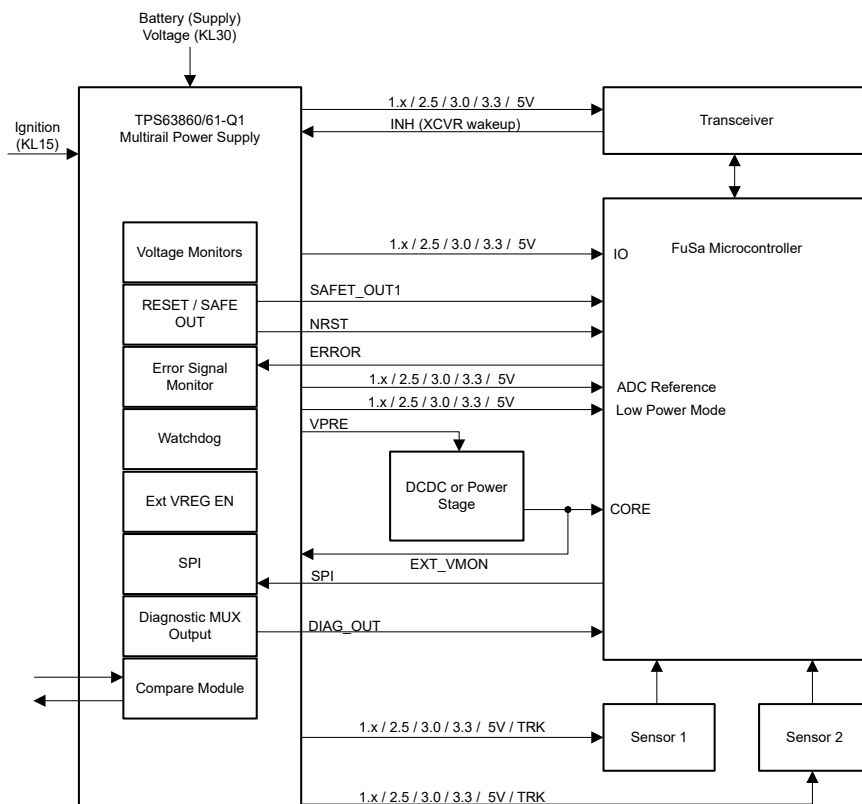 Battery (Supply)
Voltage (KL30)
Ignition
(KL15)
TPS63860/61-Q1
Multirail Power Supply
1.x / 2.5 / 3.0 / 3.3 /  5V
INH (XCVR wakeup)
Transceiver
Voltage Monitors
RESET / SAFE
OUT
Error Signal
Monitor
Watchdog
Ext VREG EN
SPI
Diagnostic MUX
Output
Compare Module
1.x / 2.5 / 3.0 / 3.3 /  5V
SAFET_OUT1
NRST
ERROR
1.x / 2.5 / 3.0 / 3.3 /  5V
1.x / 2.5 / 3.0 / 3.3 /  5V
VPRE
DCDC or Power
Stage
EXT_VMON
SPI
DIAG_OUT
IO
FuSa Microcontroller
ADC Reference
Low Power Mode
CORE
1.x / 2.5 / 3.0 / 3.3 /  5V / TRK
Sensor 1
Sensor 2
1.x / 2.5 / 3.0 / 3.3 /  5V / TRK